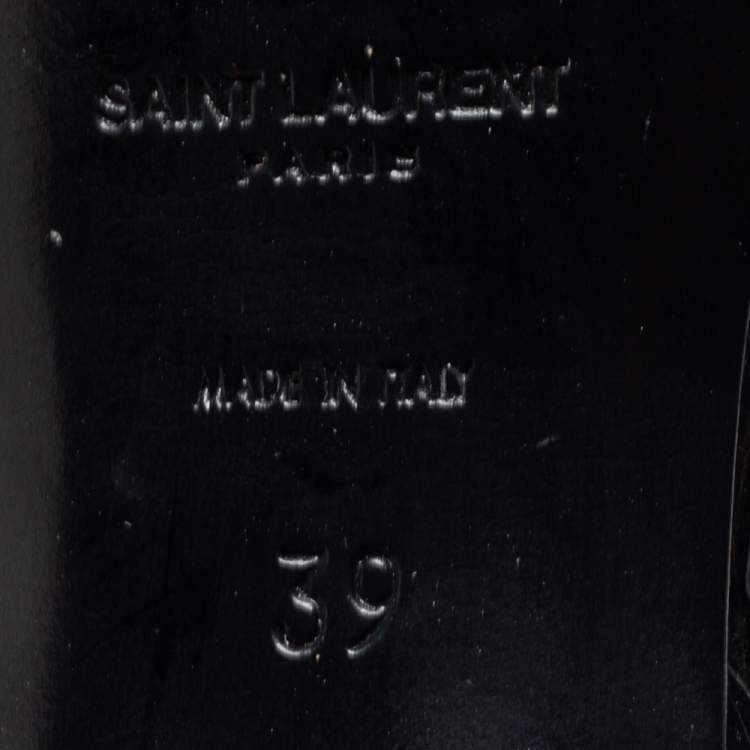 SAINT LAURENT
PARIS
MADE IN ITALY
39